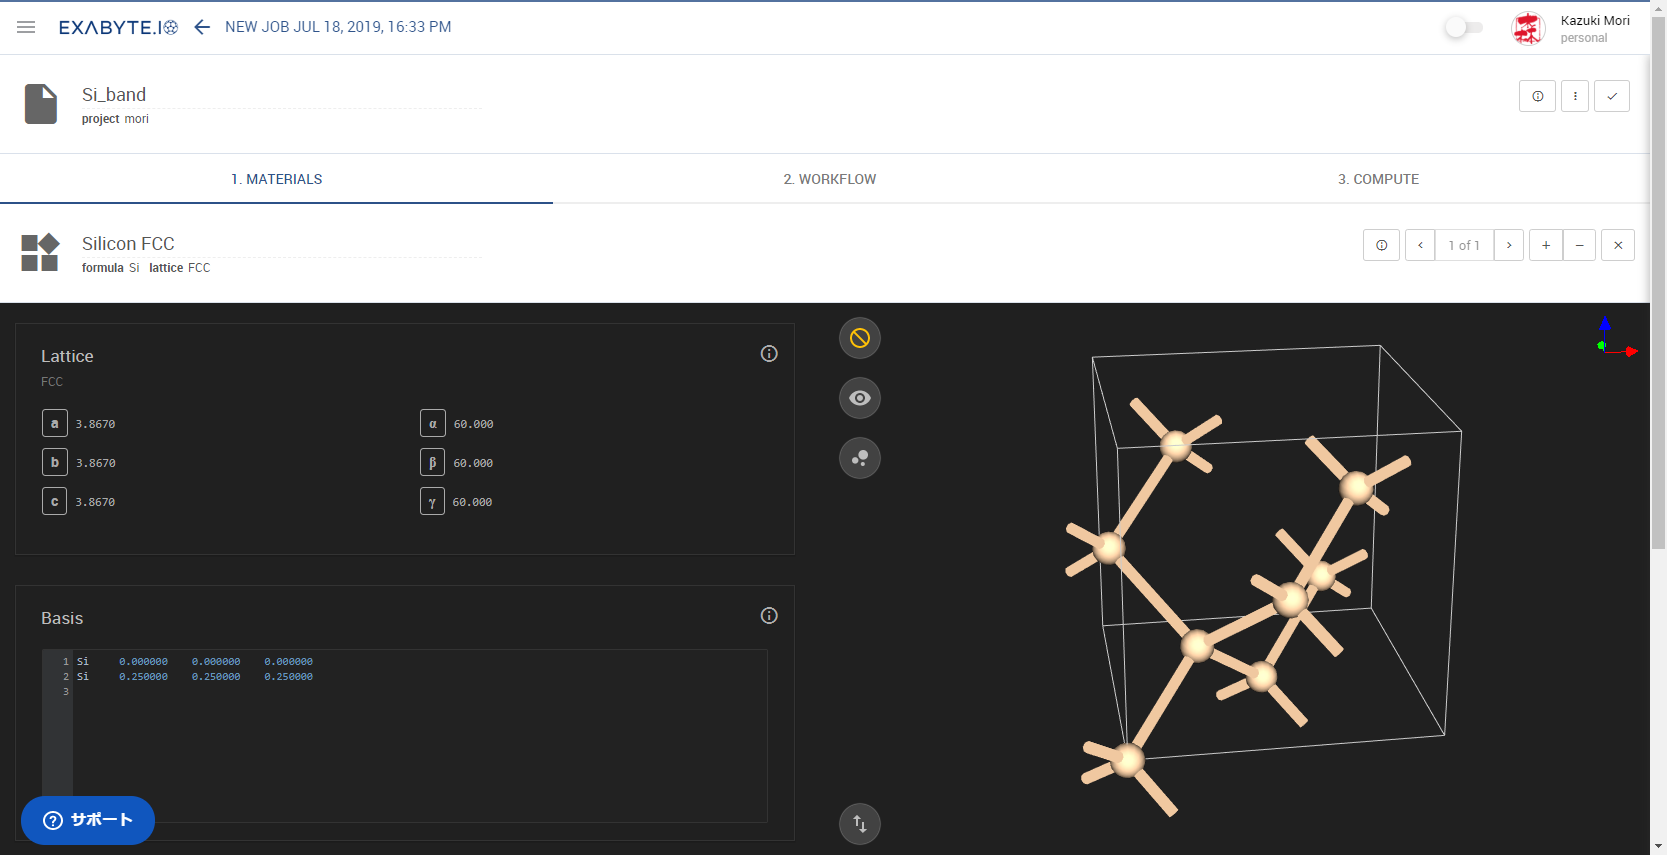 EXABYTE.IO
NEW JOB JUL 18, 2019, 16:33 PM
Kazuki Mori
personal
Si_band
project mori
1. MATERIALS
2. WORKFLOW
3. COMPUTE
Silicon FCC
formula Si lattice FCC
1 of 1
Lattice
FCC
a 3.8670
α 60.000
b 3.8670
β 60.000
c 3.8670
γ 60.000
Basis
1 Si 0.000000 0.000000 0.000000
2 Si 0.250000 0.250000 0.250000
3
サポート